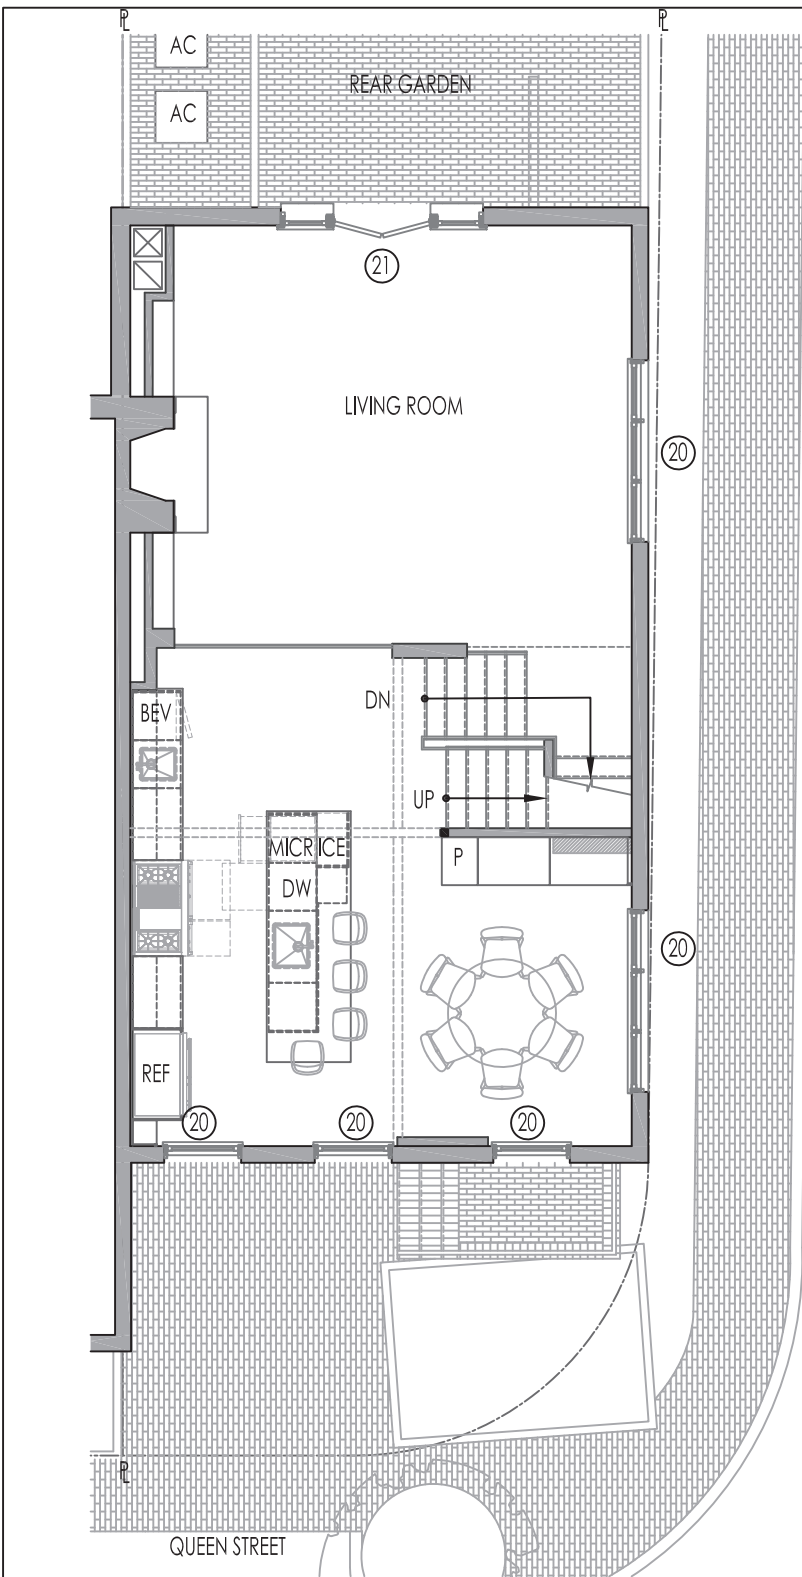 PL
PL
AC
REAR GARDEN
AC
21
LIVING ROOM
20
DN
BEV
UP
MICR ICE
P
DW
20
REF
20
20
20
PL
QUEEN STREET